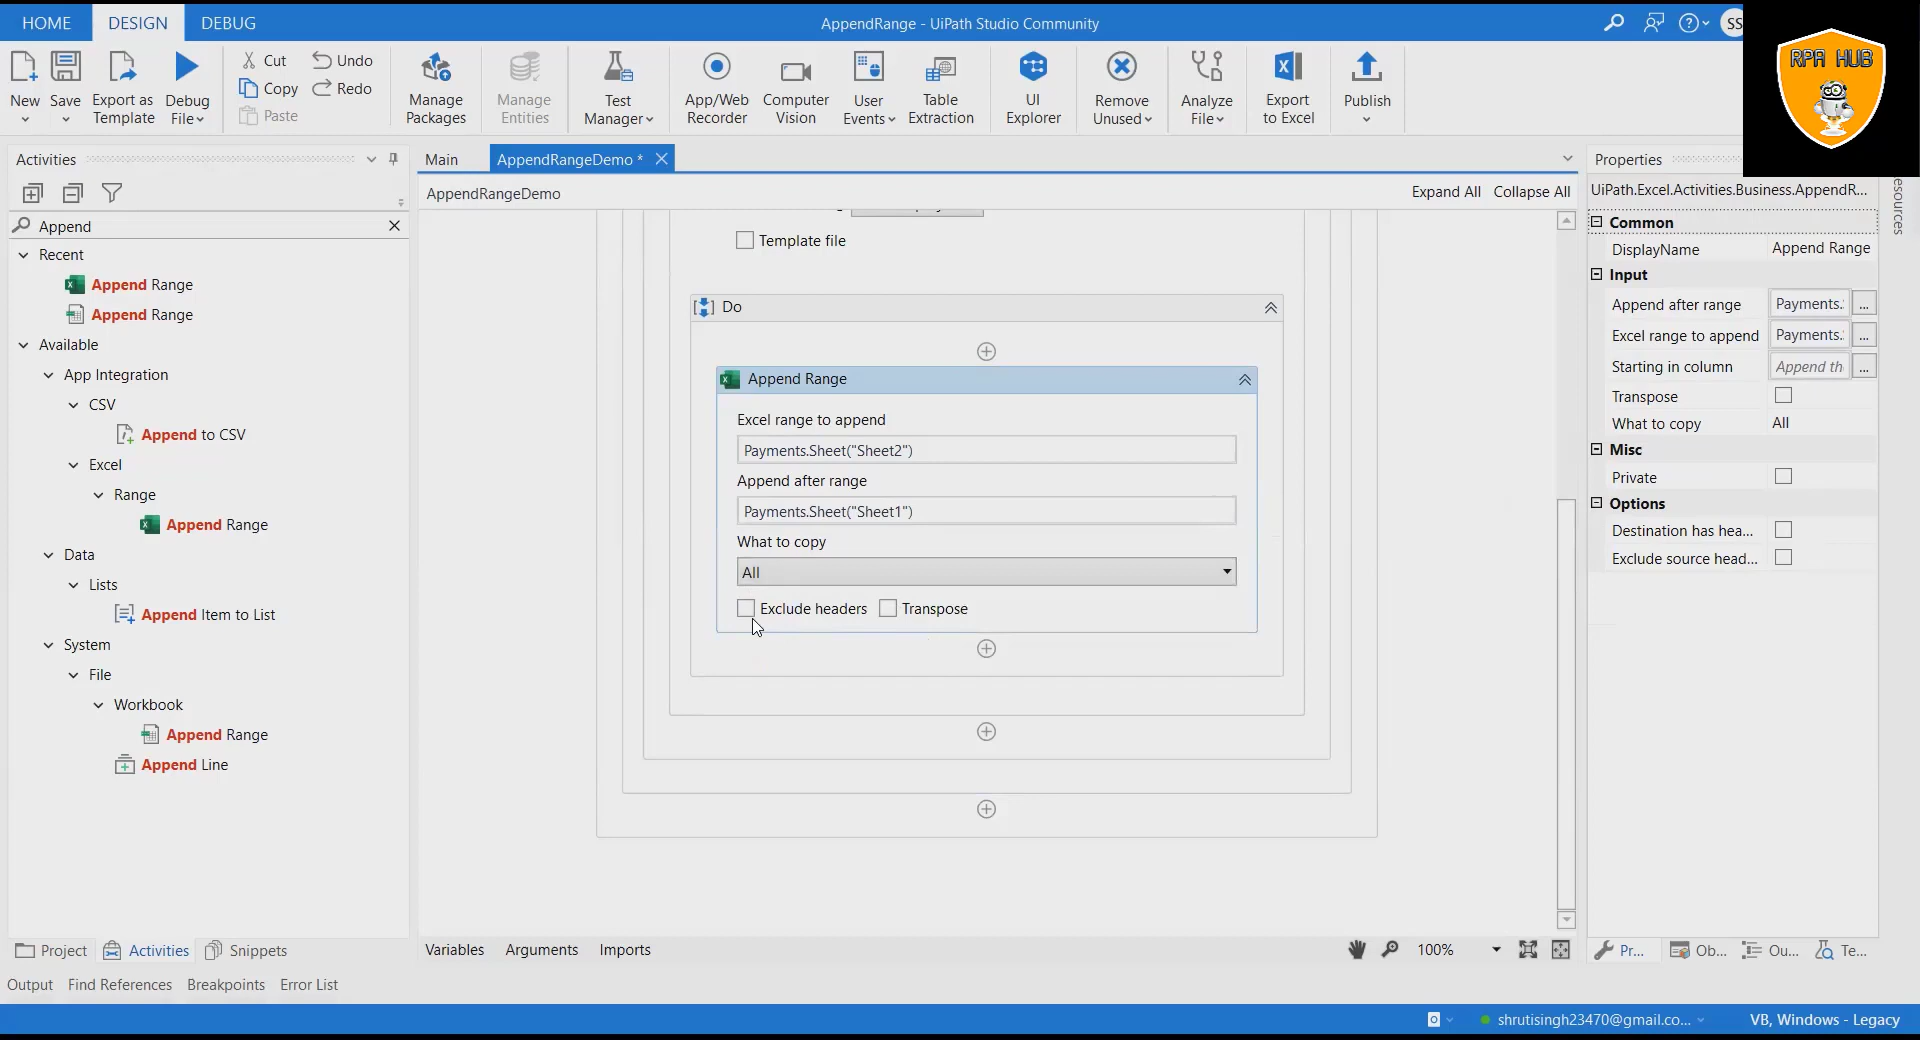 HOME DESIGN DEBUG AppendRange - UiPath Studio Community SS
RPA HUB
New Save Export as Template Debug File Cut Copy Paste Undo Redo Manage Packages Manage Entities Test Manager App/Web Recorder Computer Vision User Events Table Extraction UI Explorer Remove Unused Analyze File Export to Excel Publish
Activities
Append
Recent
Append Range
Append Range
Available
App Integration
CSV
Append to CSV
Excel
Range
Append Range
Data
Lists
Append Item to List
System
File
Workbook
Append Range
Append Line
Project Activities Snippets
Main AppendRangeDemo *
AppendRangeDemo Expand All Collapse All
Template file
Do
Append Range
Excel range to append
Payments.Sheet("Sheet2")
Append after range
Payments.Sheet("Sheet1")
What to copy
All
Exclude headers Transpose
Variables Arguments Imports 100%
Properties
esources
UiPath.Excel.Activities.Business.AppendR...
Common
DisplayName Append Range
Input
Append after range Payments. ...
Excel range to append Payments. ...
Starting in column Append th ...
Transpose
What to copy All
Misc
Private
Options
Destination has hea...
Exclude source head...
Pr... Ob... Ou... Te...
Output Find References Breakpoints Error List
shrutisingh23470@gmail.co... VB, Windows - Legacy